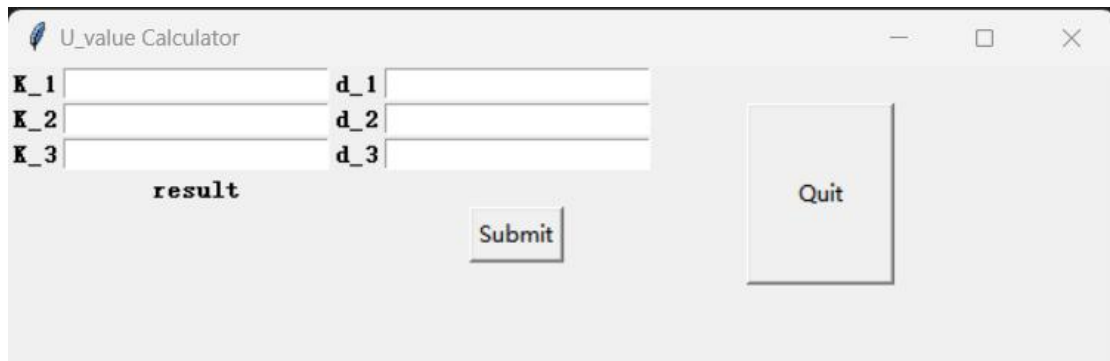 U_value Calculator
K_1 d_1
K_2 d_2
K_3 d_3
Quit
result
Submit